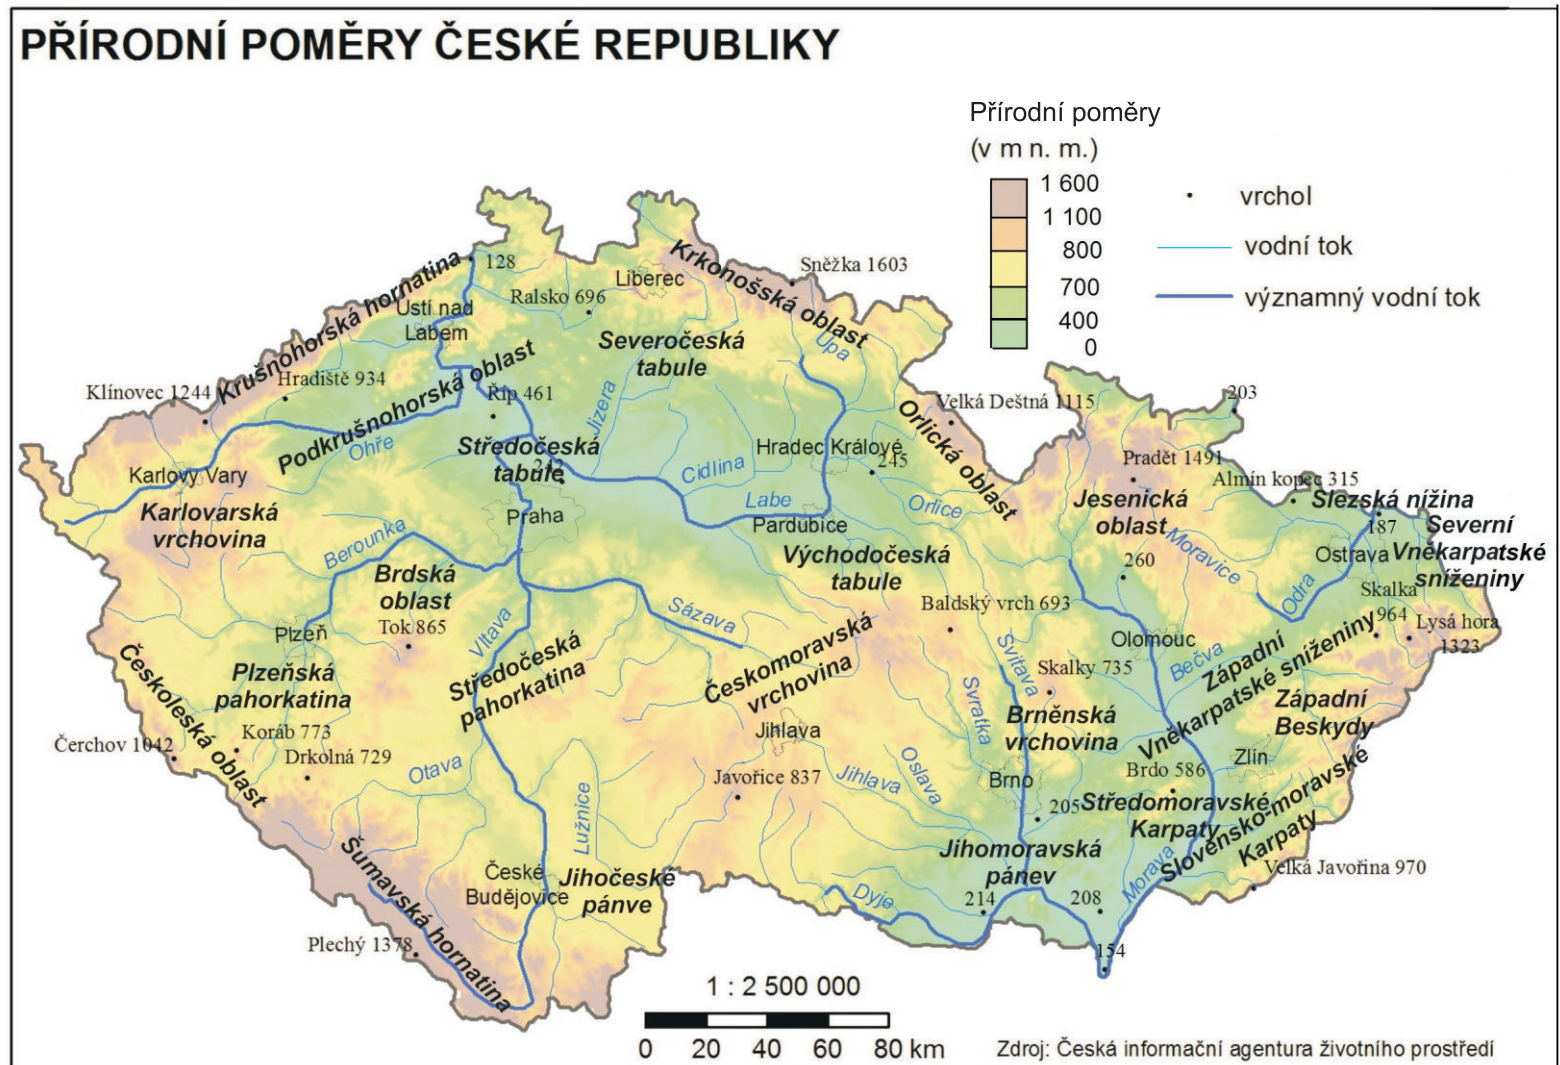 PŘÍRODNÍ POMĚRY ČESKÉ REPUBLIKY
Přírodní poměry
(v m n. m.)
1 600
1 100
800
700
400
0
vrchol
vodní tok
významný vodní tok
Krušnohorská hornatina
128
Ústí nad
Labem
Ralsko 696
Liberec
Krkonošská oblast
Sněžka 1603
Úpa
Severočeská
tabule
Klínovec 1244
Hradiště 934
Podkrušnohorská oblast
Říp 461
Jizera
Ohře
Středočeská
tabule
242
Karlovy Vary
Karlovarská
vrchovina
Praha
Cidlina
Labe
Hradec Králové
245
Pardubice
Orlice
Orlická oblast
Velká Deštná 1115
203
Praděd 1491
Almín kopec 315
Jesenická
oblast
Slezská nížina
187
Severní
Vněkarpatské
sníženiny
Ostrava
Moravice
Odra
Skalka
964
Lysá hora
1323
Východočeská
tabule
260
Berounka
Brdská
oblast
Tok 865
Plzeň
Plzeňská
pahorkatina
Vltava
Sázava
Středočeská
pahorkatina
Českomoravská
vrchovina
Baldský vrch 693
Svitava
Svratka
Skalky 735
Olomouc
Bečva
Západní
Vněkarpatské sníženiny
Západní
Beskydy
Brněnská
vrchovina
Českoleská oblast
Koráb 773
Čerchov 1042
Drkolná 729
Otava
Lužnice
Jihlava
Javořice 837
Jihlava
Oslava
Brno
205
Brdo 586
Zlín
Středomoravské
Karpaty
Slovensko-moravské
Karpaty
Velká Javořina 970
Jihomoravská
pánev
214
208
Morava
154
Dyje
České
Budějovice
Jihočeské
pánve
Šumavská hornatina
Plechý 1378
1 : 2 500 000
0 20 40 60 80 km
Zdroj: Česká informační agentura životního prostředí